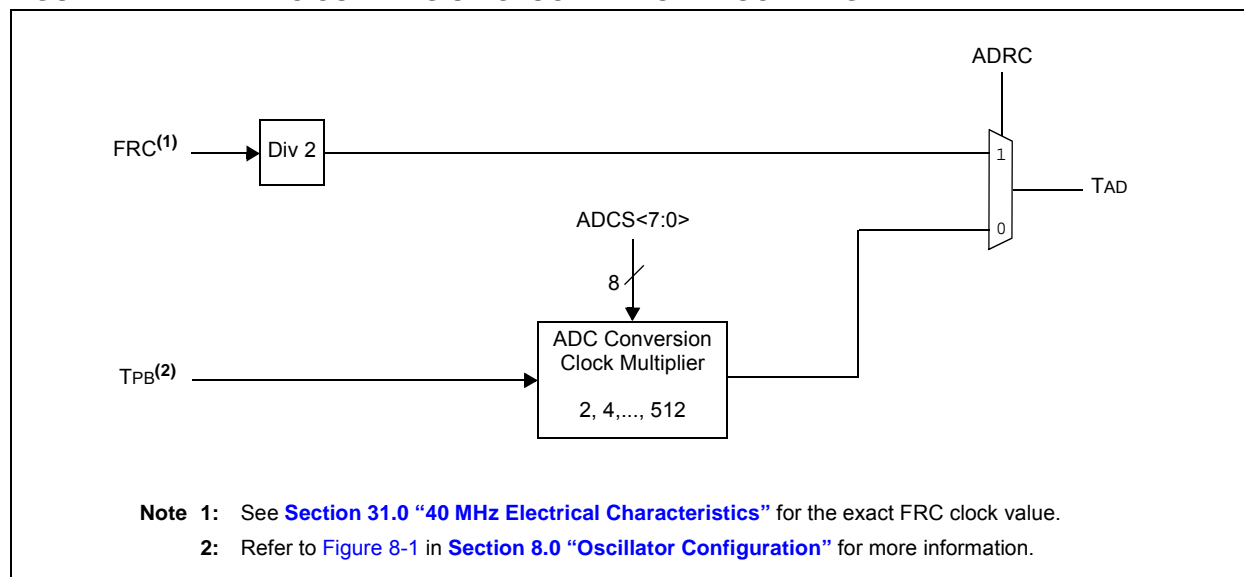 ADRC
FRC(1)
Div 2
1
TAD
ADCS<7:0>
0
8
ADC Conversion
Clock Multiplier
TPB(2)
2, 4,..., 512
Note 1: See Section 31.0 “40 MHz Electrical Characteristics” for the exact FRC clock value.
2: Refer to Figure 8-1 in Section 8.0 “Oscillator Configuration” for more information.